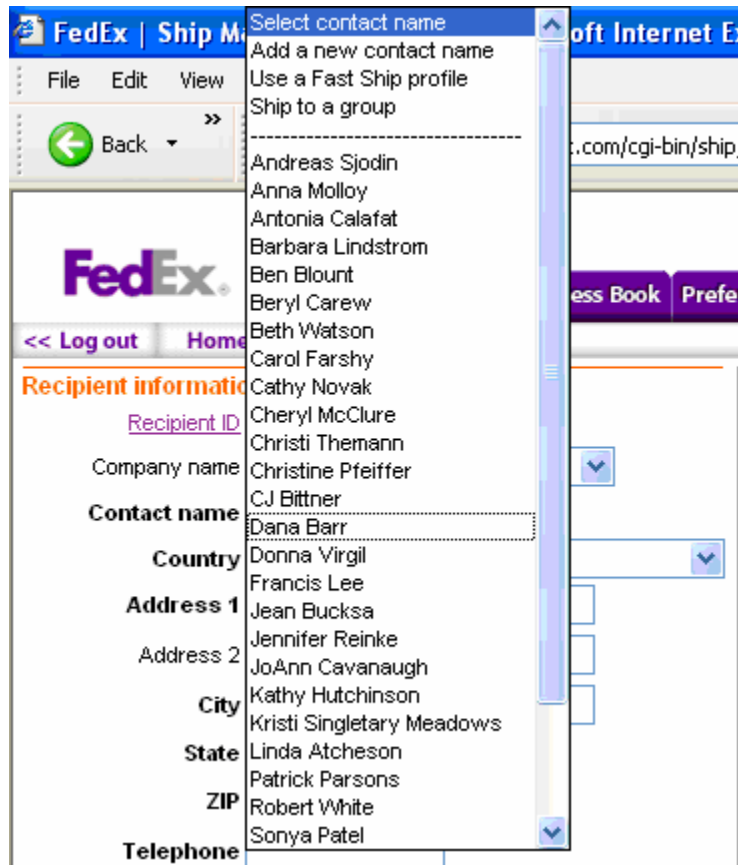 FedEx | Ship Ma
oft Internet Ex
File Edit View
Back
.com/cgi-bin/ship_
FedEx.
ess Book Prefe
<< Log out Home
Recipient informatio
Recipient ID
Company name
Contact name
Country
Address 1
Address 2
City
State
ZIP
Telephone
Select contact name
Add a new contact name
Use a Fast Ship profile
Ship to a group
----------------------------------
Andreas Sjodin
Anna Molloy
Antonia Calafat
Barbara Lindstrom
Ben Blount
Beryl Carew
Beth Watson
Carol Farshy
Cathy Novak
Cheryl McClure
Christi Themann
Christine Pfeiffer
CJ Bittner
Dana Barr
Donna Virgil
Francis Lee
Jean Bucksa
Jennifer Reinke
JoAnn Cavanaugh
Kathy Hutchinson
Kristi Singletary Meadows
Linda Atcheson
Patrick Parsons
Robert White
Sonya Patel